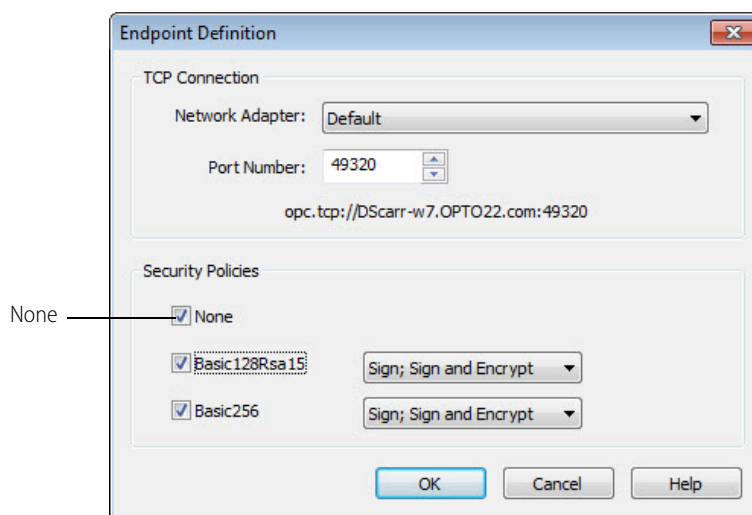 Endpoint Definition
TCP Connection
Network Adapter: Default
Port Number: 49320
opc.tcp://DScarr-w7.OPTO22.com:49320
Security Policies
None None
Basic128Rsa15 Sign; Sign and Encrypt
Basic256 Sign; Sign and Encrypt
OK Cancel Help